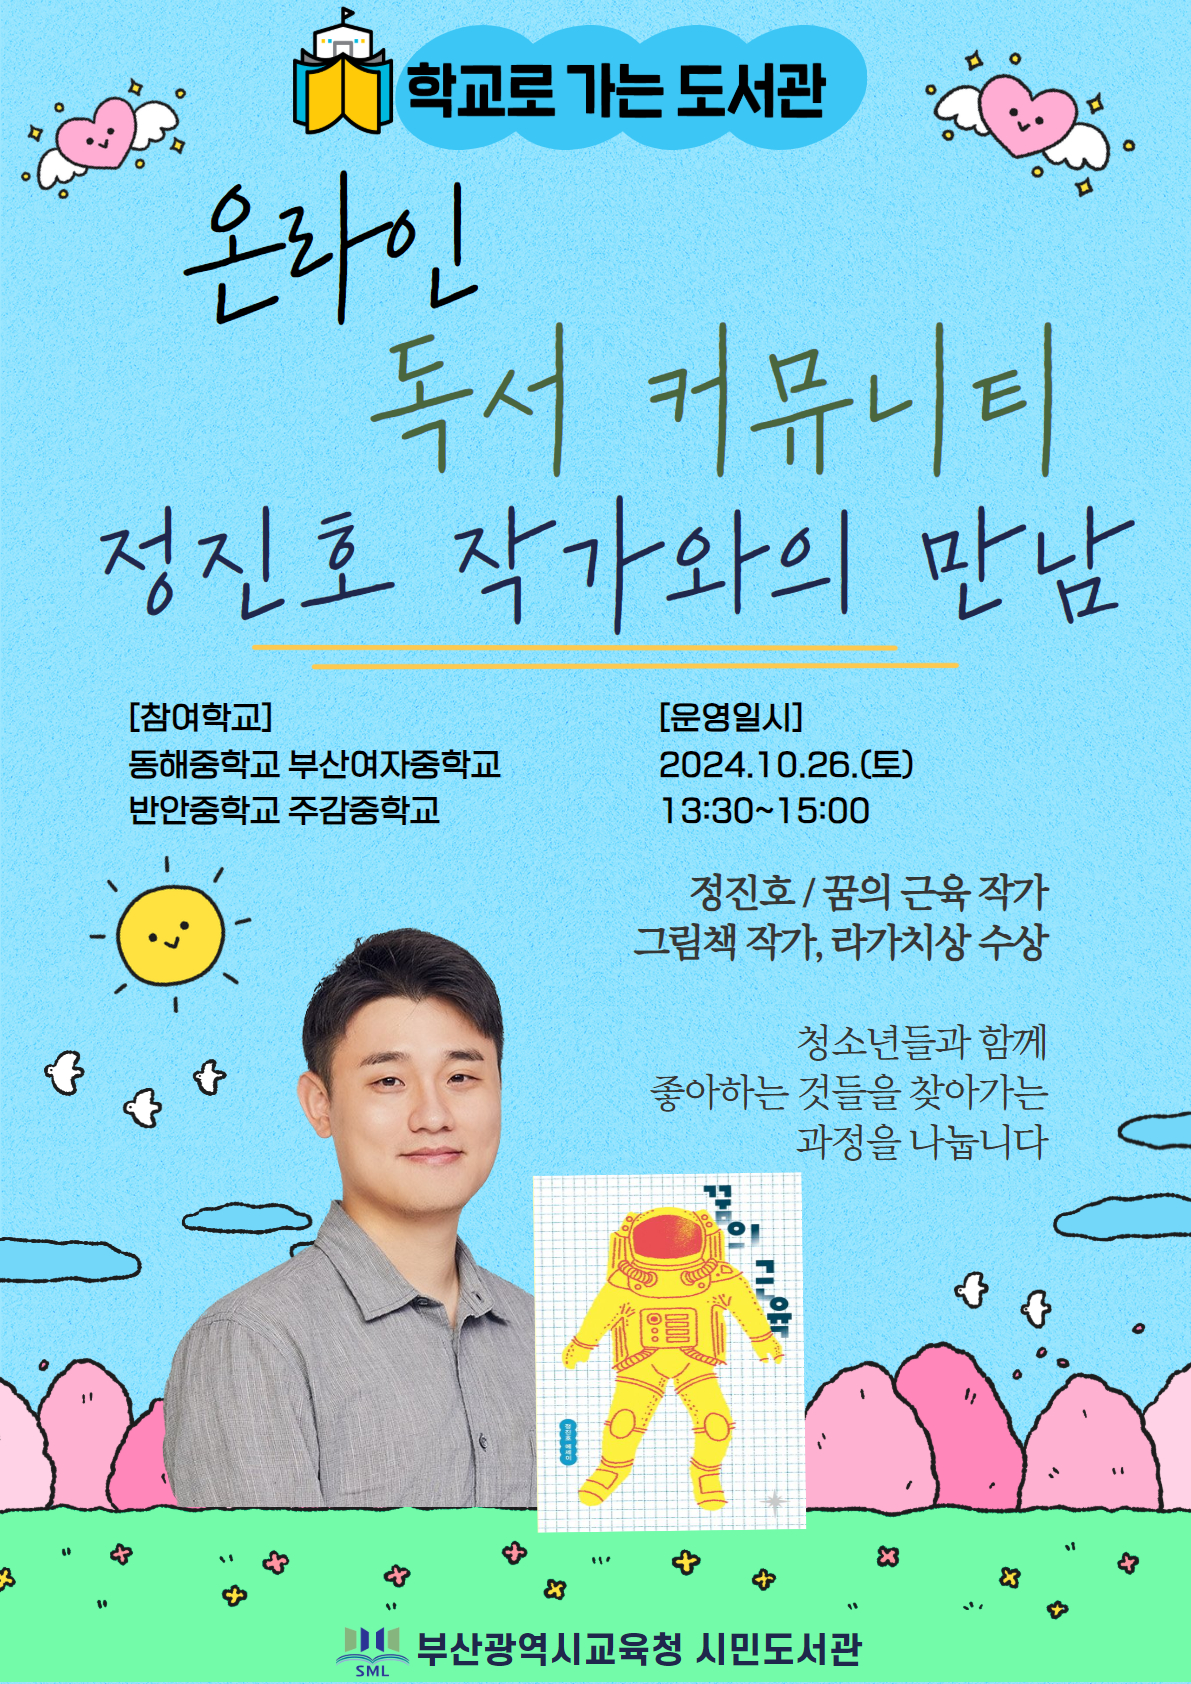 학교로 가는 도서관
온라인
독서 커뮤니티
정진호 작가와의 만남
[참여학교]
동해중학교 부산여자중학교
반안중학교 주감중학교
[운영일시]
2024.10.26.(토)
13:30~15:00
정진호 / 꿈의 근육 작가
그림책 작가, 라가치상 수상
청소년들과 함께
좋아하는 것들을 찾아가는
과정을 나눕니다
꿈의
근육
정진호 에세이
SML
부산광역시교육청 시민도서관